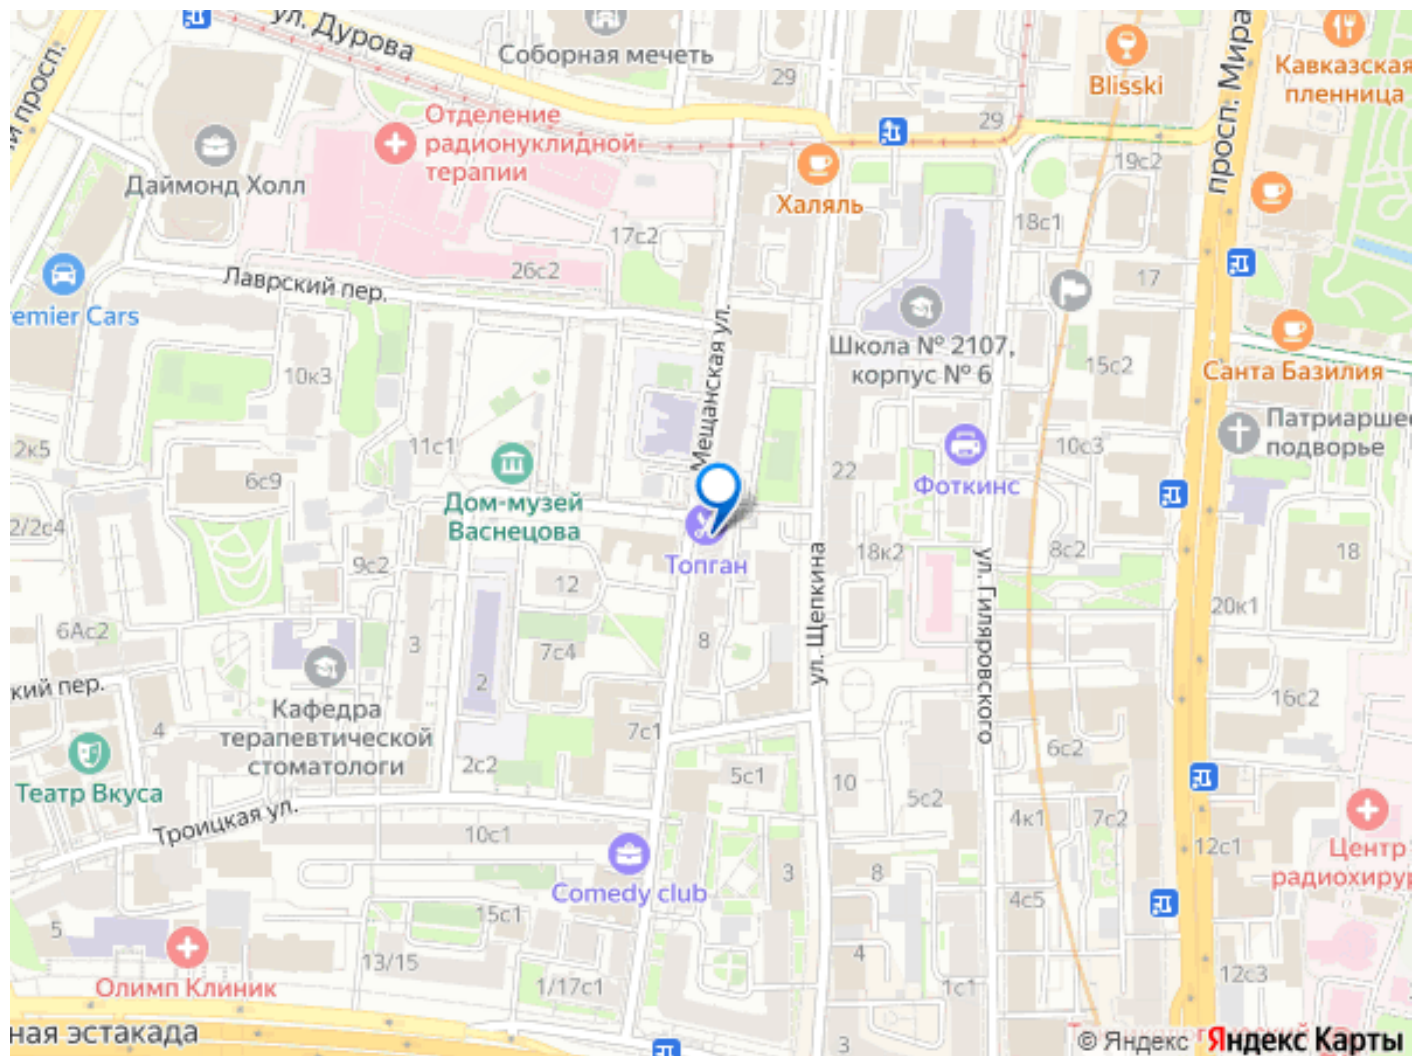 ул. Дурова
Соборная мечеть
29
Blisski
просп. Мира
Кавказская
пленница
й просп.
Отделение
радионуклидной
терапии
29
19с2
Даймонд Холл
Халяль
17с2
18с1
26с2
17
Лаврский пер.
emier Cars
Мещанская ул.
Школа № 2107,
корпус № 6
15с2
Санта Базилия
10к3
Патриаршес
подворье
2к5
11с1
10с3
22
6с9
Фоткинс
Дом-музей
Васнецова
2/2с4
Топган
18к2
8с2
18
9с2
12
ул. Щепкина
ул. Гиляровского
20к1
6Ас2
3
7с4
8
кий пер.
2
16с2
Кафедра
терапевтической
стоматологи
4
7с1
6с2
2с2
5с1
10
Театр Вкуса
5с2
Троицкая ул.
10с1
4к1
7с2
12с1
Центр
радиохирур
Comedy club
3
8
4с5
15с1
5
13/15
4
12с3
Олимп Клиник
1/17с1
1с1
ная эстакада
3
© Яндекс Яндекс Карты